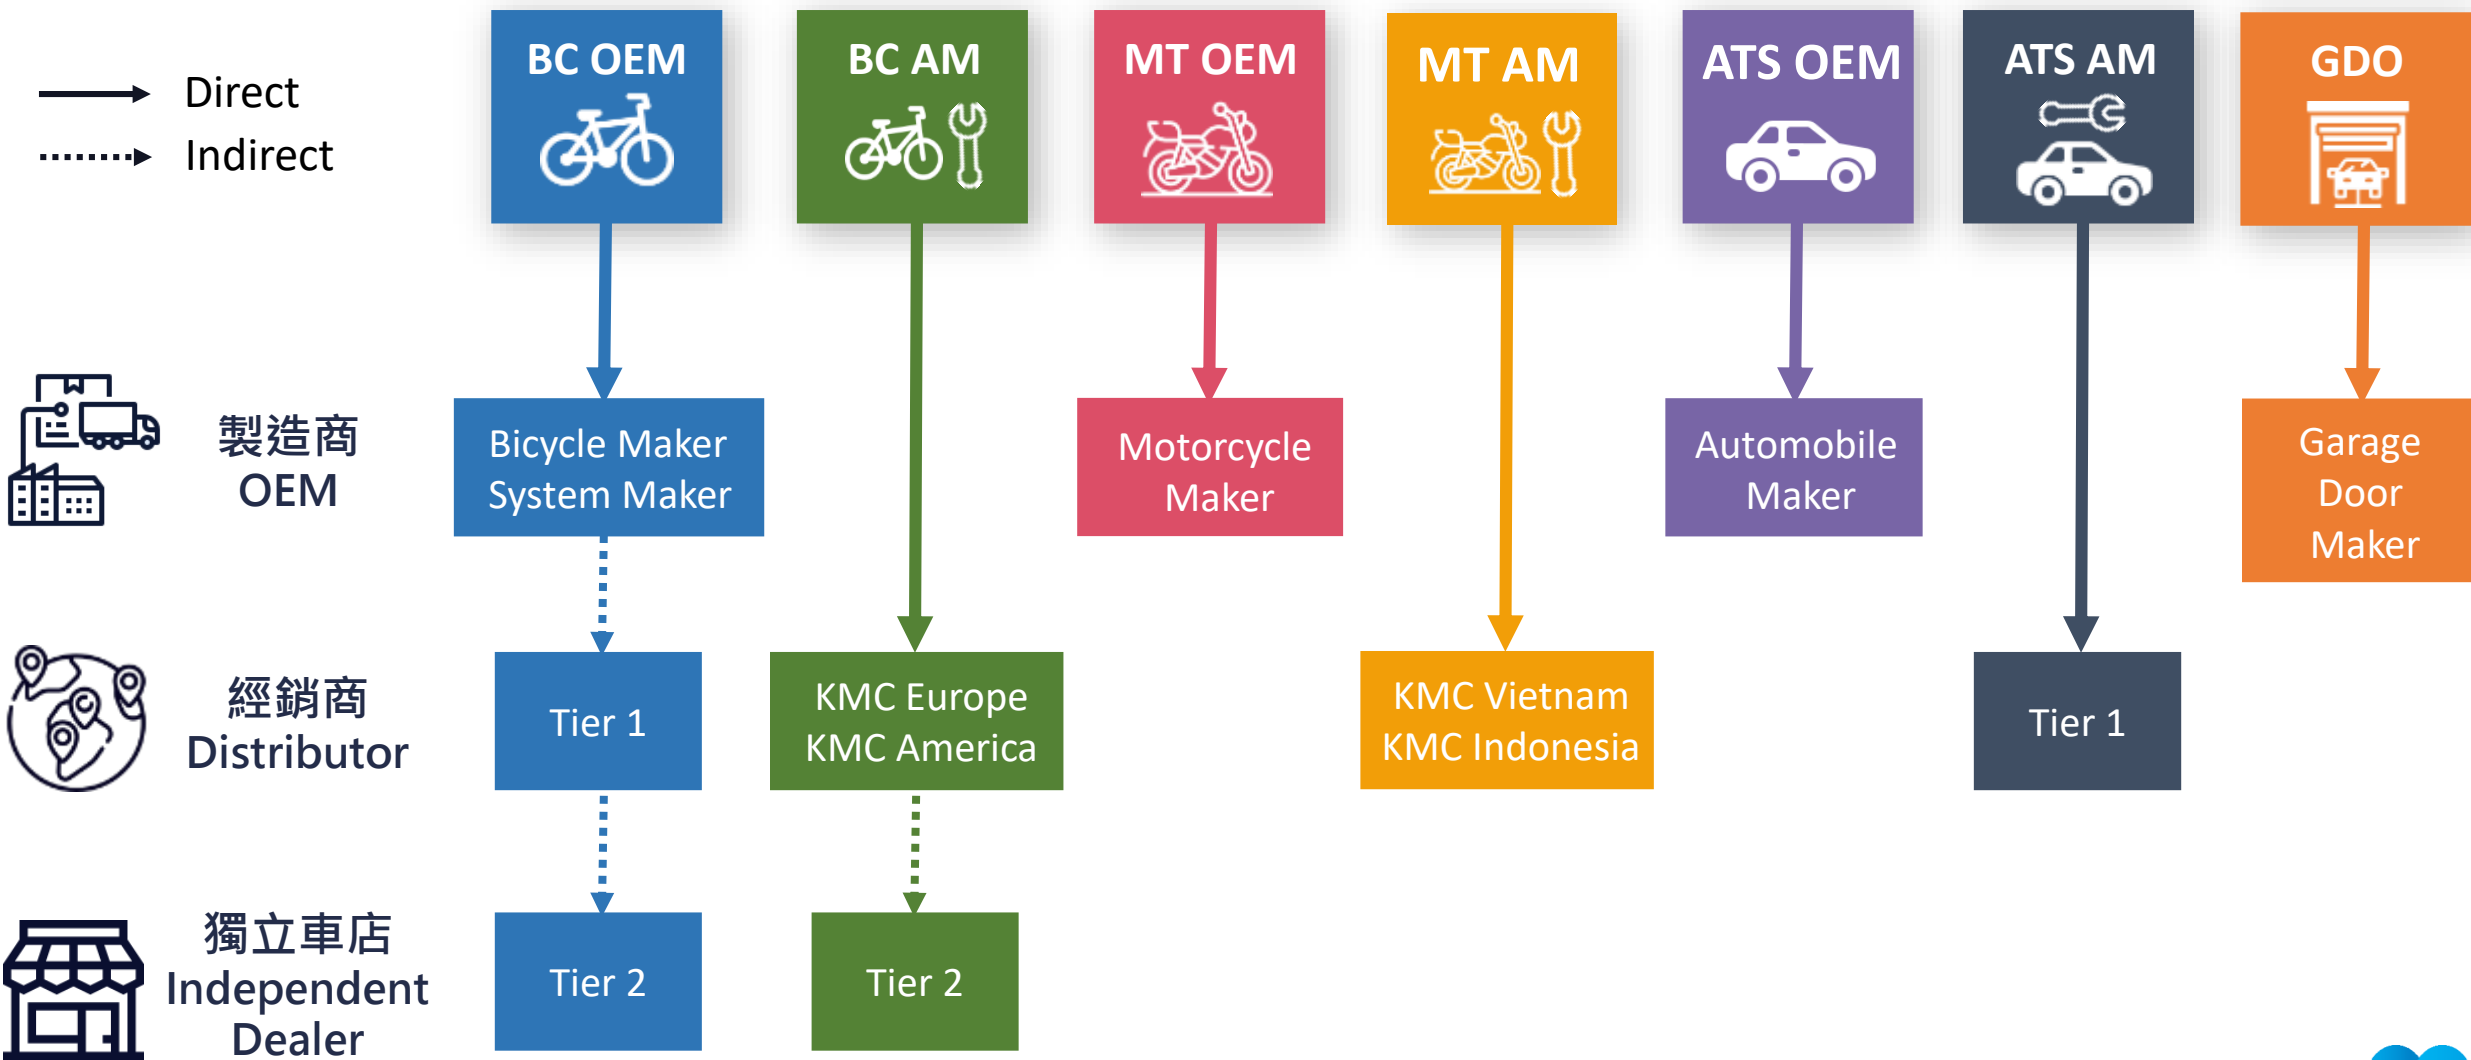 Direct
Indirect
BC OEM
BC AM
MT OEM
MT AM
ATS OEM
ATS AM
GDO
製造商
OEM
Bicycle Maker
System Maker
Motorcycle
Maker
Automobile
Maker
Garage
Door
Maker
經銷商
Distributor
Tier 1
KMC Europe
KMC America
KMC Vietnam
KMC Indonesia
Tier 1
獨立車店
Independent
Dealer
Tier 2
Tier 2